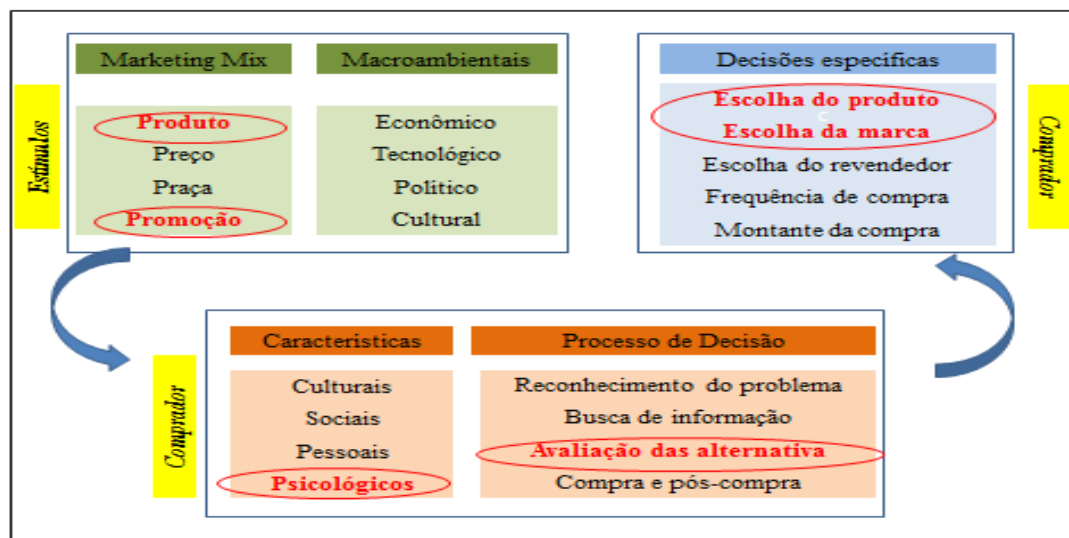 Estímulos
Marketing Mix
Produto
Preço
Praça
Promoção
Macroambientais
Econômico
Tecnológico
Político
Cultural
Decisões específicas
Escolha do produto
Escolha da marca
Escolha do revendedor
Frequência de compra
Montante da compra
Comprador
Comprador
Características
Culturais
Sociais
Pessoais
Psicológicos
Processo de Decisão
Reconhecimento do problema
Busca de informação
Avaliação das alternativa
Compra e pós-compra